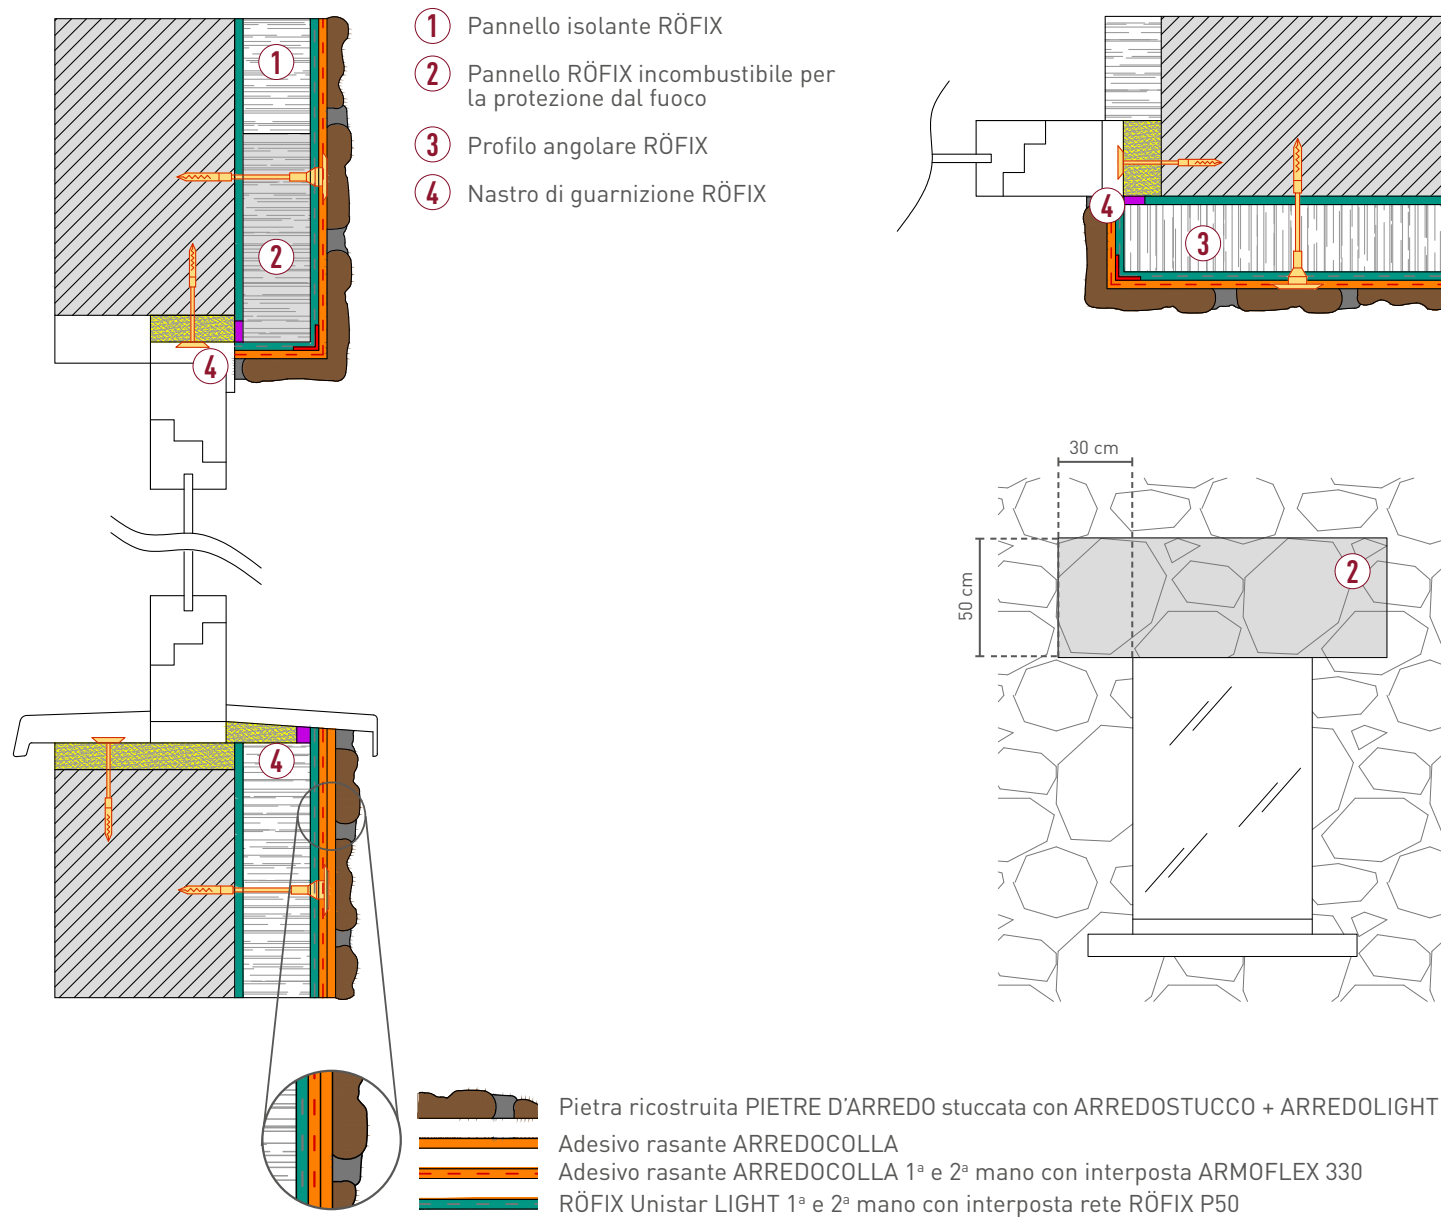 1 Pannello isolante RÖFIX
2 Pannello RÖFIX incombustibile per
la protezione dal fuoco
3 Profilo angolare RÖFIX
4 Nastro di guarnizione RÖFIX
1
2
4
4
3
30 cm
50 cm
2
4
Pietra ricostruita PIETRE D'ARREDO stuccata con ARREDOSTUCCO + ARREDOLIGHT
Adesivo rasante ARREDOCOLLA
Adesivo rasante ARREDOCOLLA 1ª e 2ª mano con interposta ARMOFLEX 330
RÖFIX Unistar LIGHT 1ª e 2ª mano con interposta rete RÖFIX P50